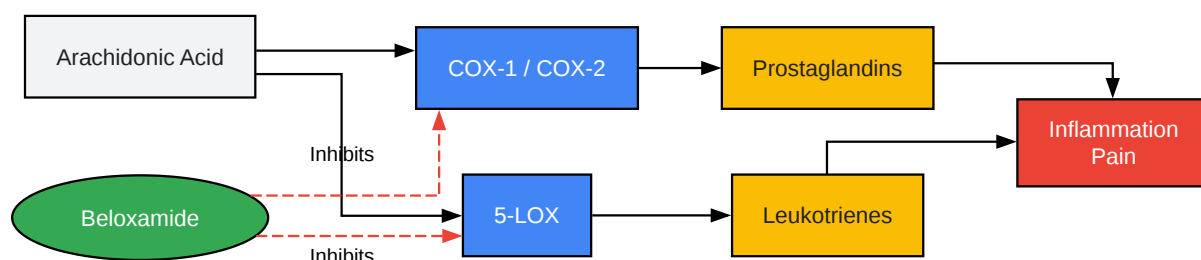 Arachidonic Acid
COX-1 / COX-2
Prostaglandins
Inflammation
Pain
Inhibits
Beloxamide
5-LOX
Leukotrienes
Inhibits